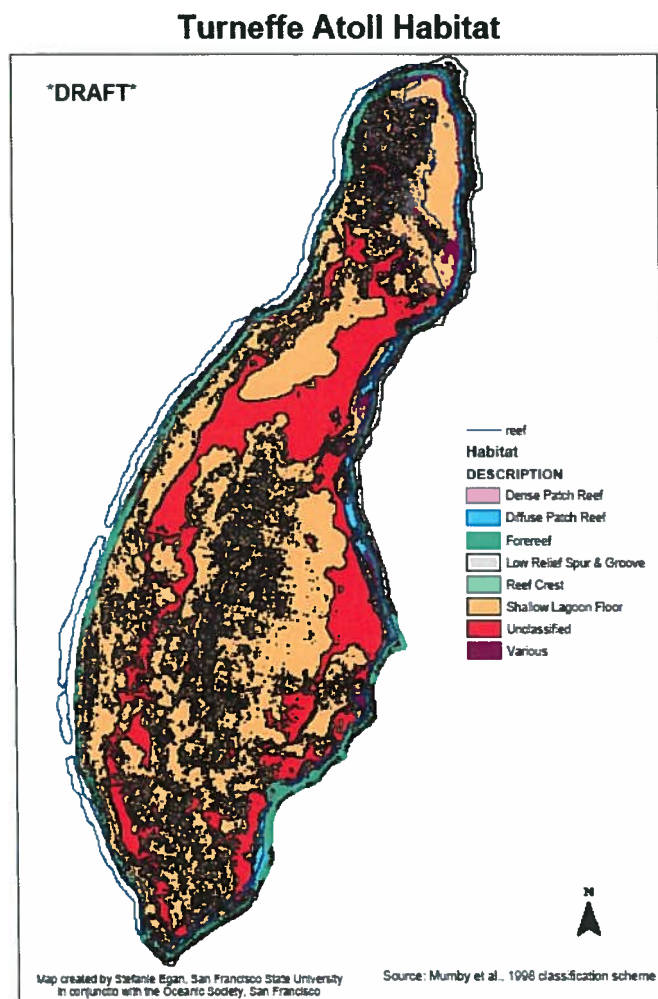 Turneffe Atoll Habitat
*DRAFT*
reef
Habitat
DESCRIPTION
Dense Patch Reef
Diffuse Patch Reef
Forereef
Low Relief Spur & Groove
Reef Crest
Shallow Lagoon Floor
Unclassified
Various
N
Map created by Stefanie Egan, San Francisco State University
in conjunctio with the Oceanic Society, San Francisco
Source: Mumby et al., 1998 classification scheme